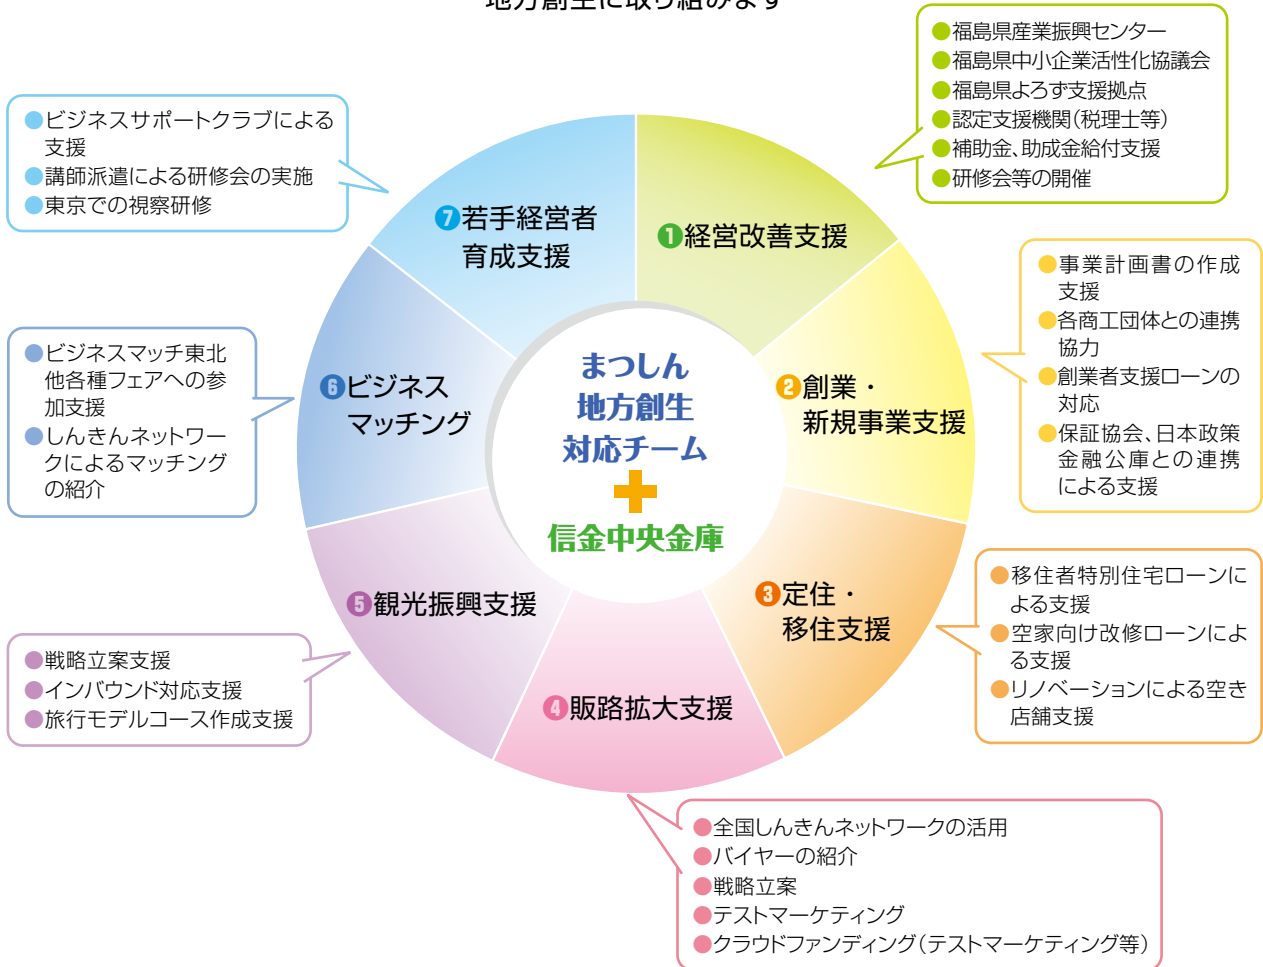 地方創生に取り組みます
●福島県産業振興センター
●福島県中小企業活性化協議会
●福島県よろず支援拠点
●認定支援機関(税理士等)
●補助金、助成金給付支援
●研修会等の開催
●ビジネスサポートクラブによる
支援
●講師派遣による研修会の実施
●東京での視察研修
❼若手経営者
育成支援
❶経営改善支援
●事業計画書の作成
支援
●各商工団体との連携
協力
●創業者支援ローンの
対応
●保証協会、日本政策
金融公庫との連携
による支援
●ビジネスマッチ東北
他各種フェアへの参
加支援
●しんきんネットワー
クによるマッチング
の紹介
❻ビジネス
マッチング
まつしん
地方創生
対応チーム
+
信金中央金庫
❷創業・
新規事業支援
❸定住・
移住支援
●移住者特別住宅ローンに
よる支援
●空家向け改修ローンによ
る支援
●リノベーションによる空き
店舗支援
❺観光振興支援
●戦略立案支援
●インバウンド対応支援
●旅行モデルコース作成支援
❹販路拡大支援
●全国しんきんネットワークの活用
●バイヤーの紹介
●戦略立案
●テストマーケティング
●クラウドファンディング(テストマーケティング等)